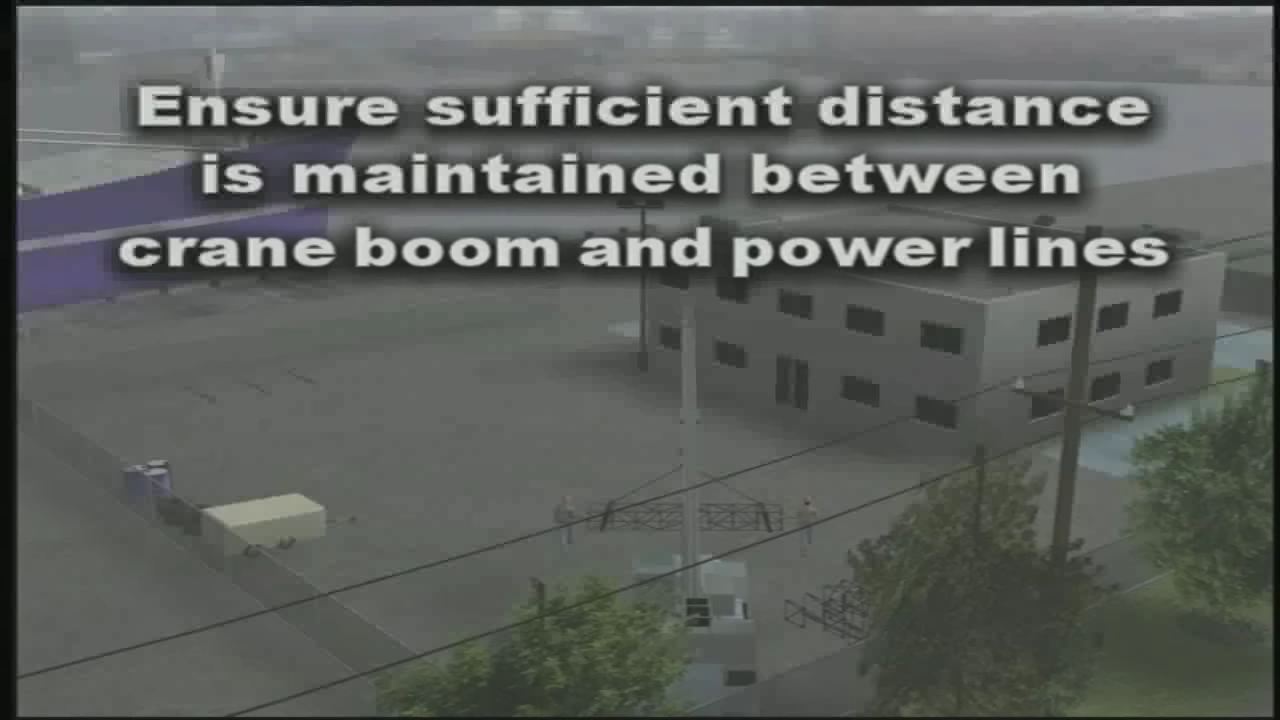 Ensure sufficient distance
is maintained between
crane boom and power lines